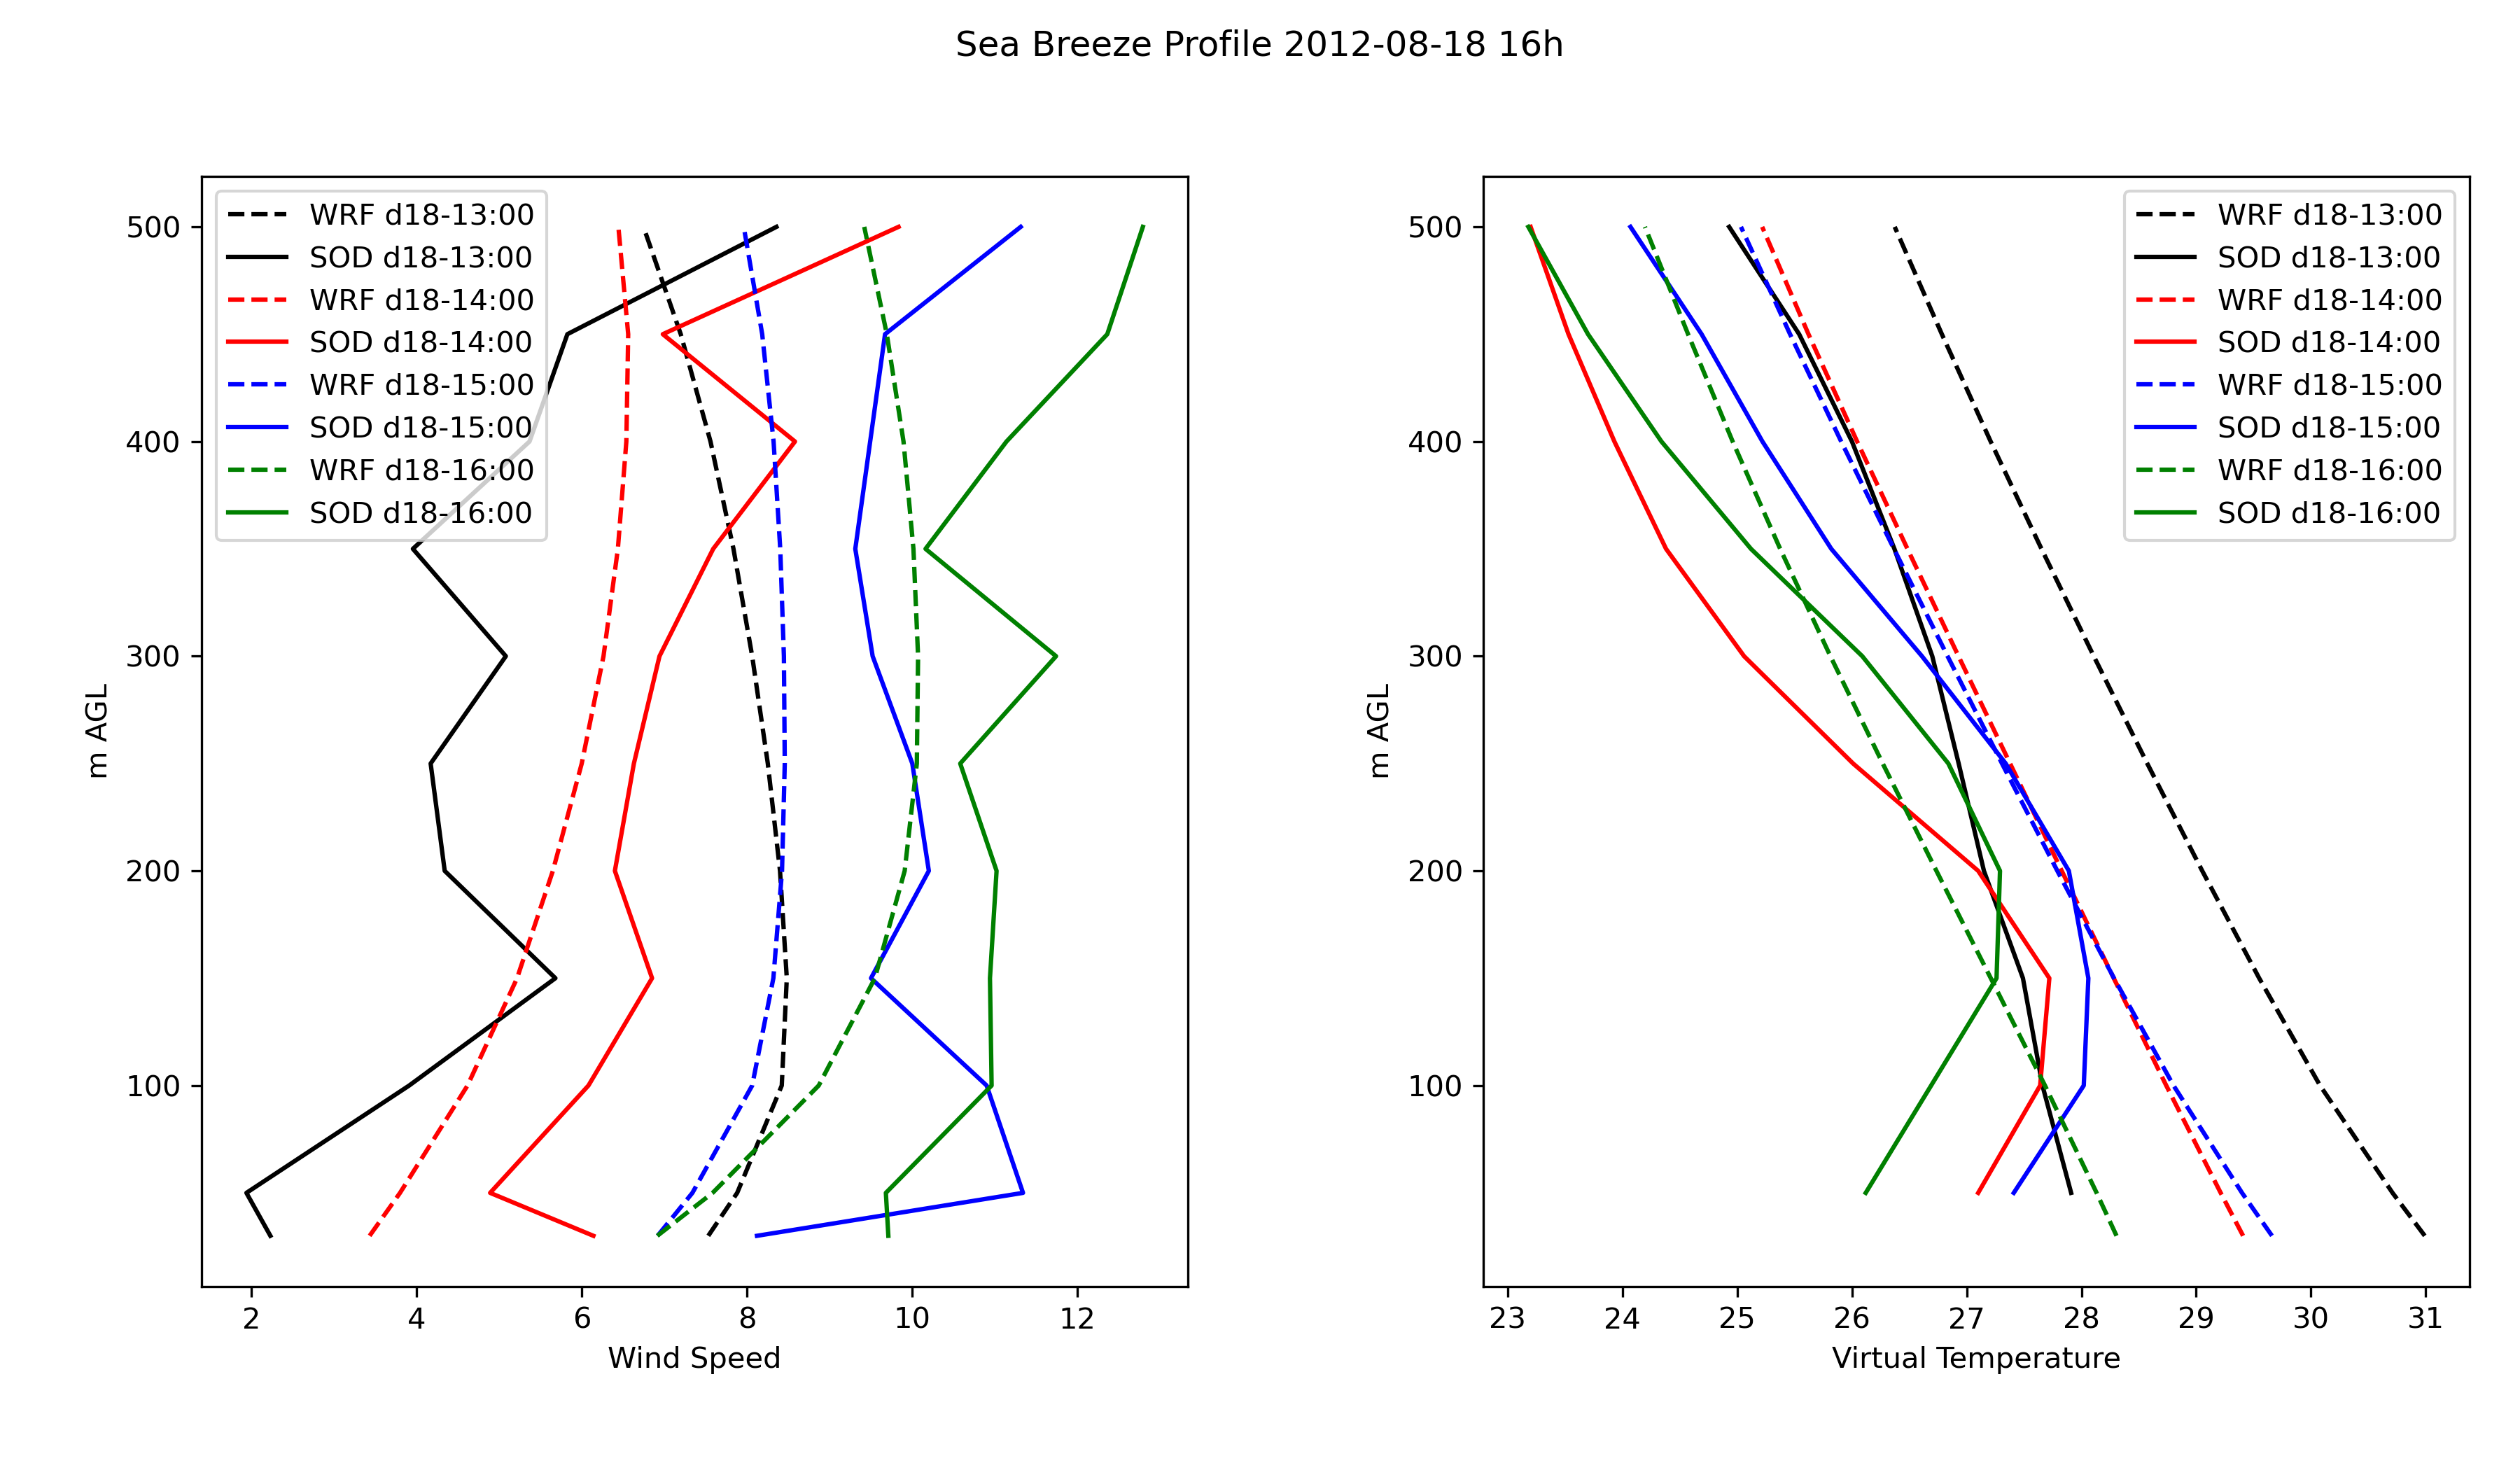 Sea Breeze Profile 2012-08-18 16h
m AGL
500
400
300
200
100
WRF d18-13:00
SOD d18-13:00
WRF d18-14:00
SOD d18-14:00
WRF d18-15:00
SOD d18-15:00
WRF d18-16:00
SOD d18-16:00
2 4 6 8 10 12
Wind Speed
m AGL
500
400
300
200
100
WRF d18-13:00
SOD d18-13:00
WRF d18-14:00
SOD d18-14:00
WRF d18-15:00
SOD d18-15:00
WRF d18-16:00
SOD d18-16:00
23 24 25 26 27 28 29 30 31
Virtual Temperature